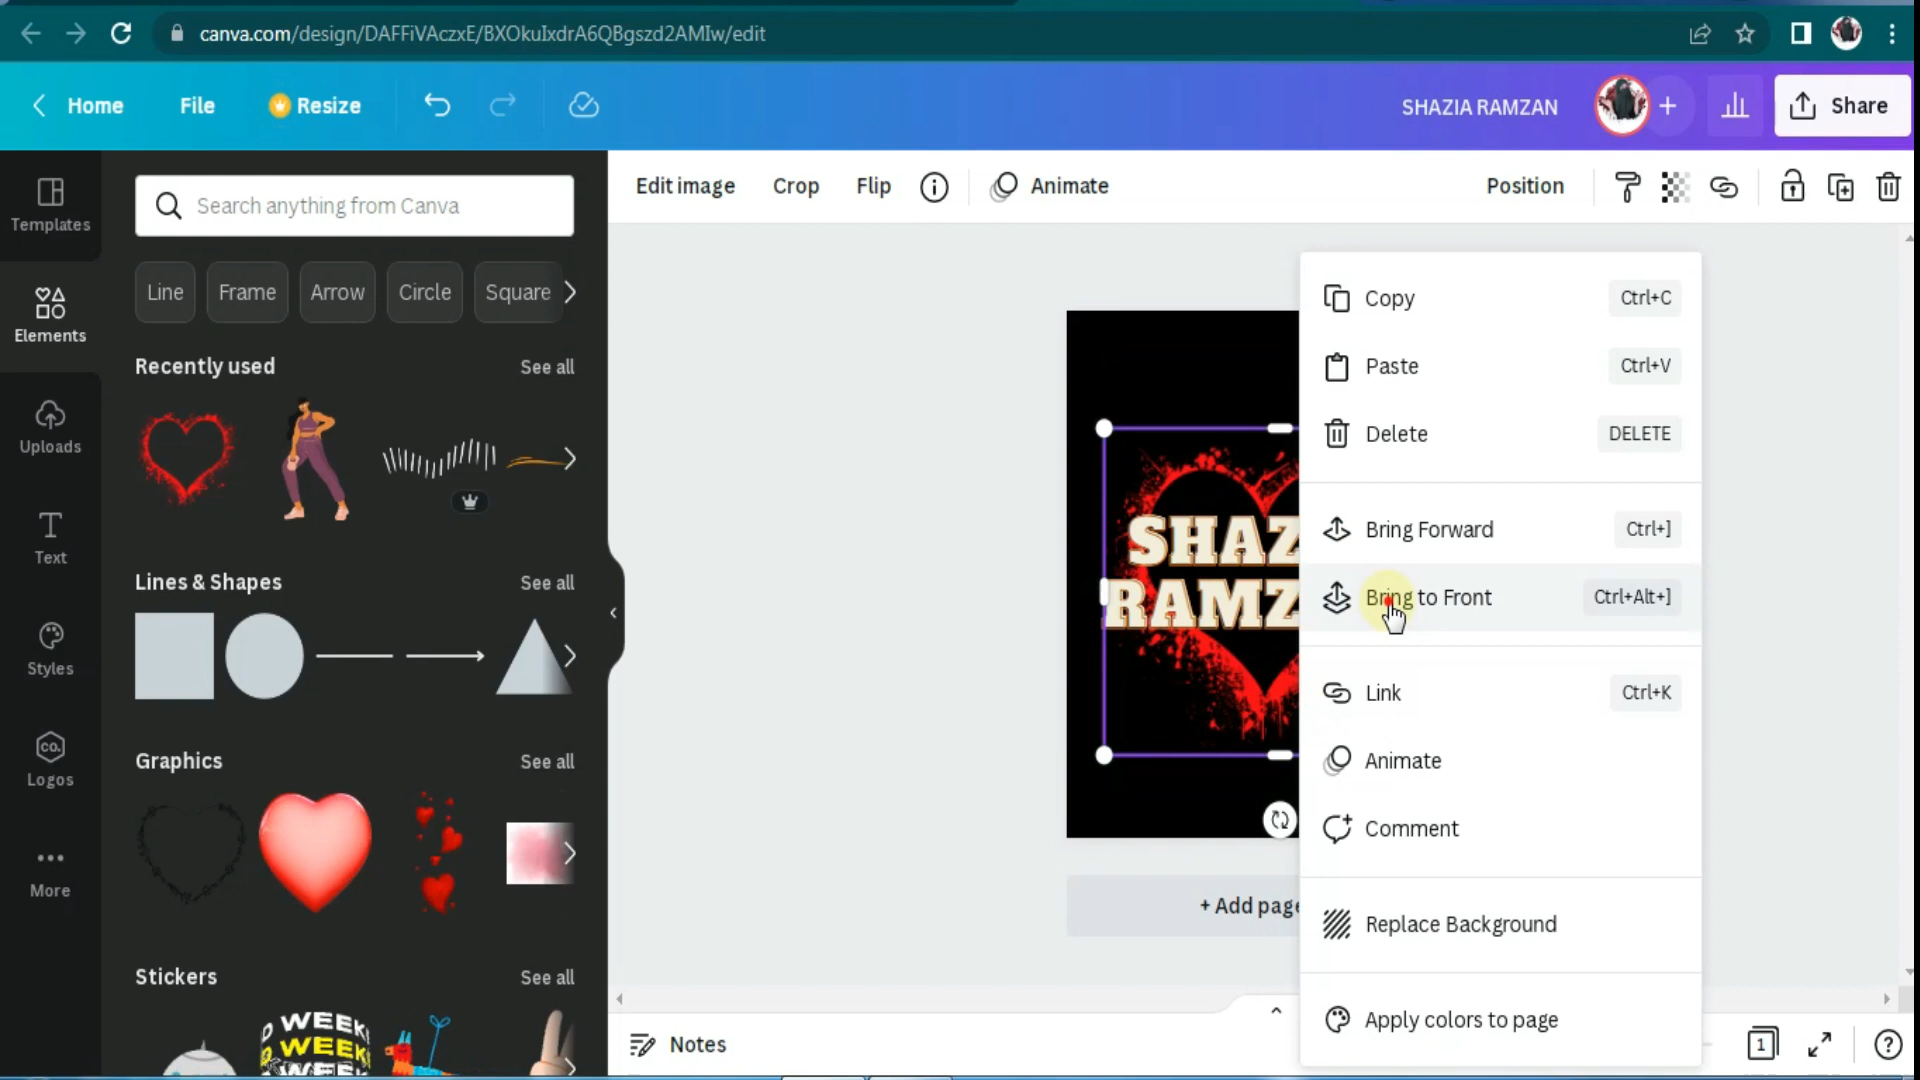 canva.com/design/DAFFiVAczxE/BXOkuIxdrA6QBgszd2AMIw/edit
Home
File
Resize
SHAZIA RAMZAN
Share
Templates
Elements
Uploads
Text
Styles
Logos
More
CO.
Search anything from Canva
Line
Frame
Arrow
Circle
Square
Recently used
See all
Lines & Shapes
See all
Graphics
See all
Stickers
See all
O WEEK
O WEEK
Edit image
Crop
Flip
Animate
Position
SHAZ
RAMZ
+ Add page
Copy Ctrl+C
Paste Ctrl+V
Delete DELETE
Bring Forward Ctrl+]
Bring to Front Ctrl+Alt+]
Link Ctrl+K
Animate
Comment
Replace Background
Apply colors to page
Notes
1
?